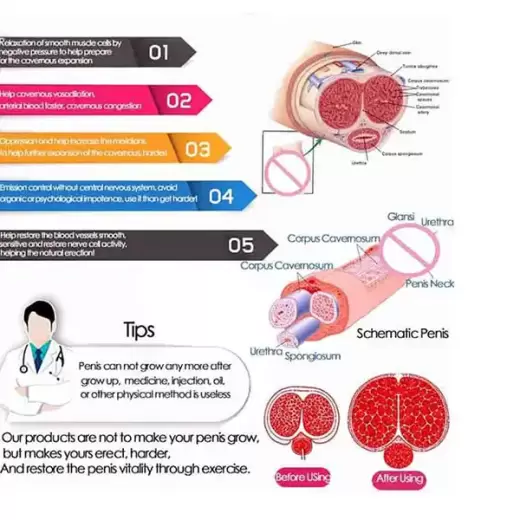 Relaxation of smooth muscle cells by
negative pressure to help prepare
for the cavernous expansion
01
Help cavernous vasodilation,
arterial blood faster, cavernous congestion
02
Oppression and help increase the meridians,
to help further expansion of the cavernous, harder
03
Emission control without central nervous system, avoid
organic or psychological impotence, use it than get harder!
04
Help restore the blood vessels smooth,
sensitive and restore nerve cell activity,
helping the natural erection!
05
Skin
Deep dorsal vein
Tunica albuginea
Corpus cavernosum
Trabeculae
Cavernosal
spaces
Cavernosal
artery
Septum
Corpus spongiosum
Urethra
Glansi
Urethra
Corpus Cavernosum
Corpus Cavernosum
Penis Neck
Urethra
Spongiosum
Schematic Penis
Tips
Penis can not grow any more after
grow up, medicine, injection, oil,
or other physical method is useless
Our products are not to make your penis grow,
but makes yours erect, harder,
And restore the penis vitality through exercise.
Before USing
After Using